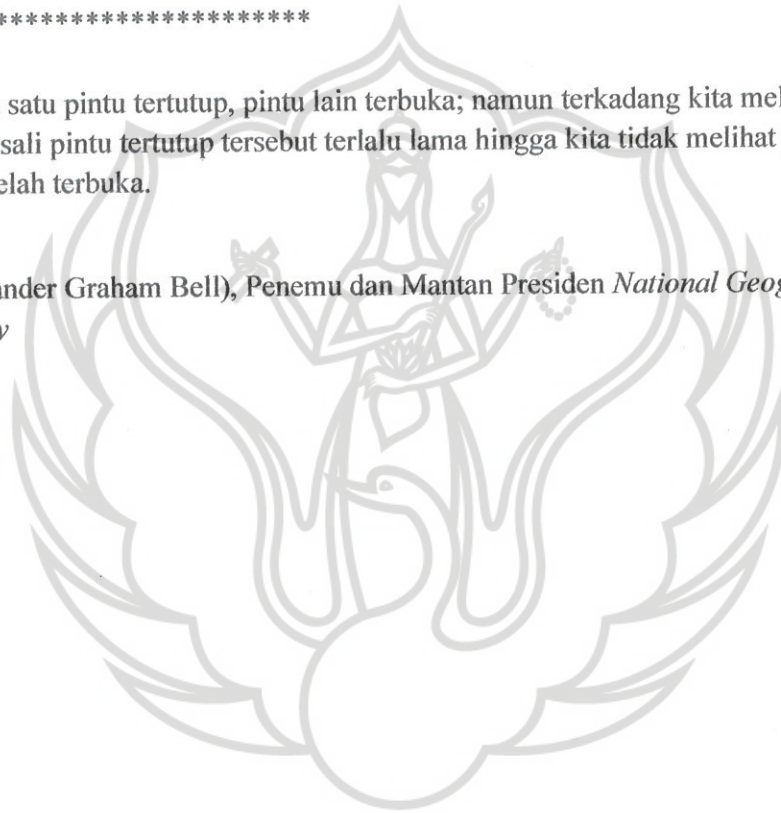 *********************
satu pintu tertutup, pintu lain terbuka; namun terkadang kita mel
sali pintu tertutup tersebut terlalu lama hingga kita tidak melihat
elah terbuka.
ander Graham Bell), Penemu dan Mantan Presiden National Geog
y